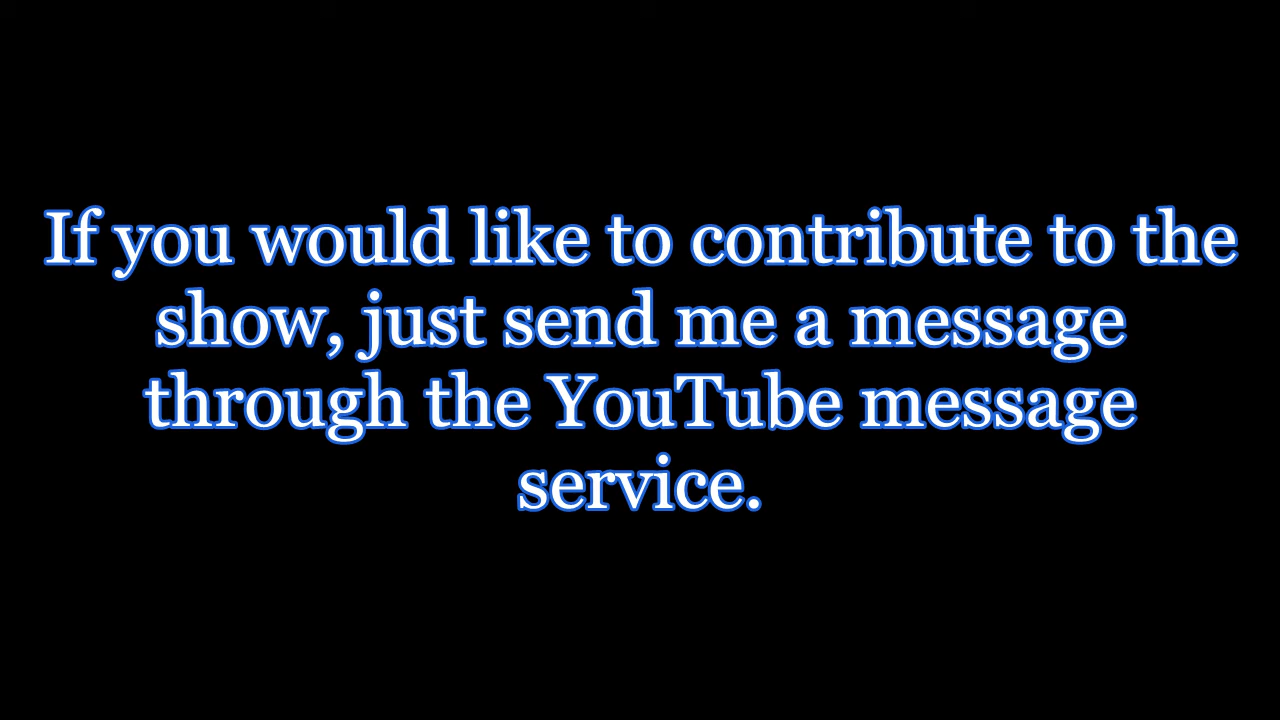 If you would like to contribute to the
show, just send me a message
through the YouTube message
service.